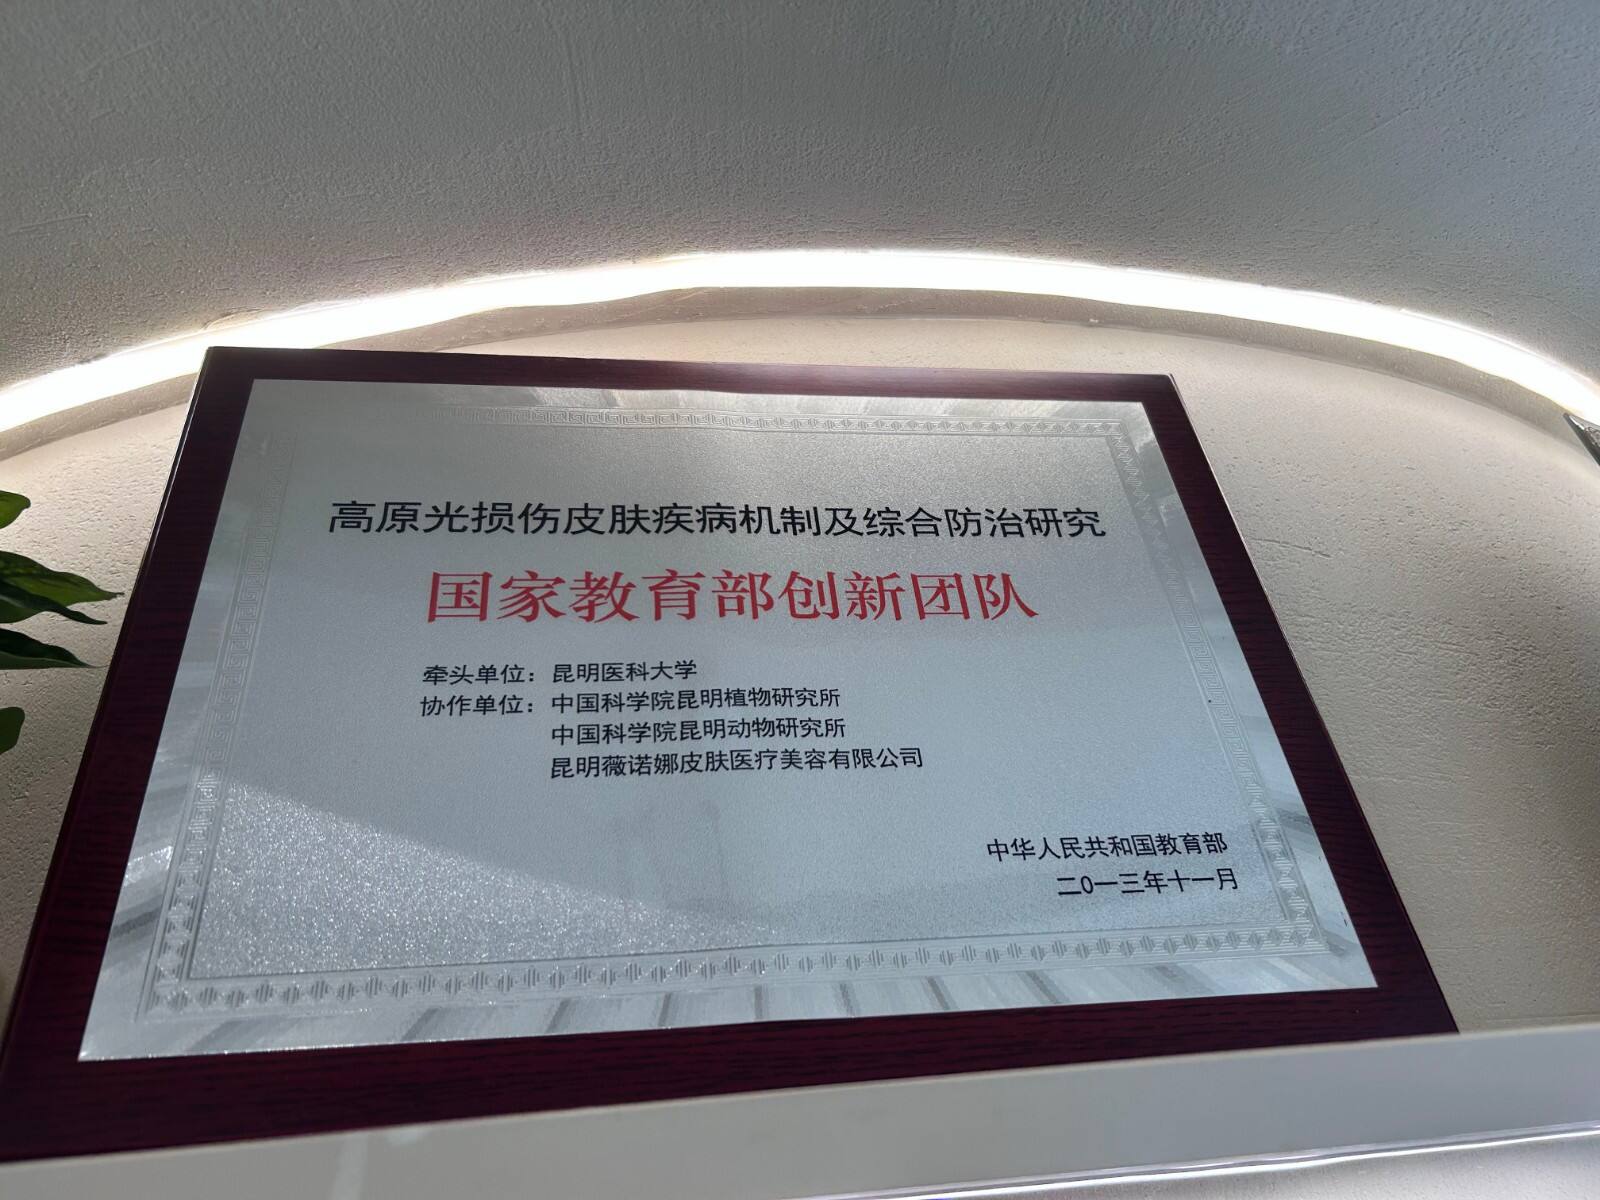 高原光损伤皮肤疾病机制及综合防治研究
国家教育部创新团队
牵头单位：昆明医科大学
协作单位：中国科学院昆明植物研究所
中国科学院昆明动物研究所
昆明薇诺娜皮肤医疗美容有限公司
中华人民共和国教育部
二0一三年十一月